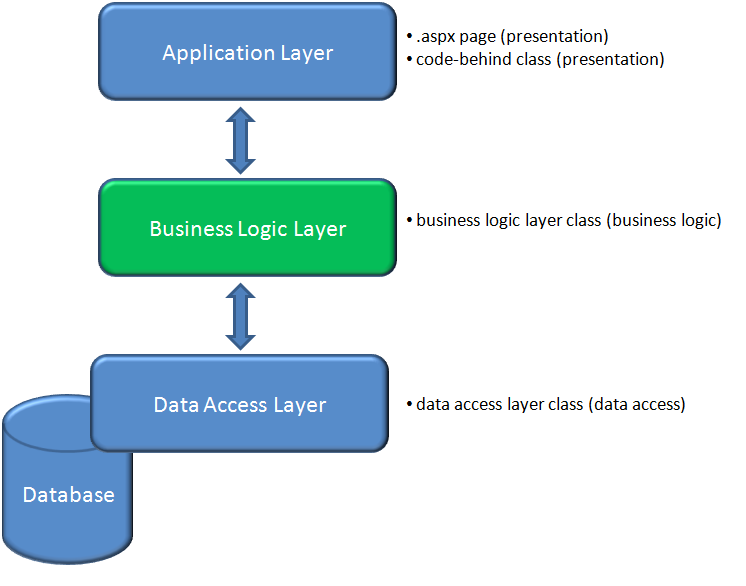 Application Layer
• .aspx page (presentation)
• code-behind class (presentation)
Business Logic Layer
• business logic layer class (business logic)
Data Access Layer
• data access layer class (data access)
Database